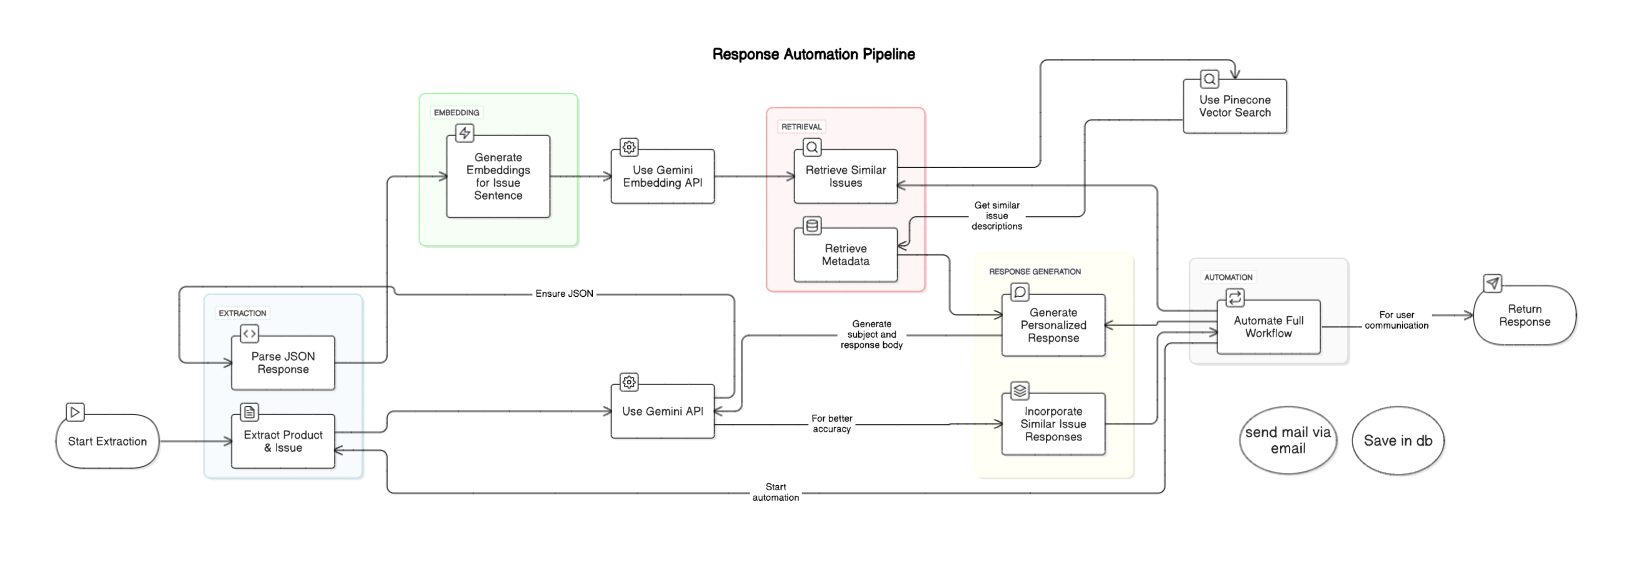 Response Automation Pipeline
EMBEDDING
Generate
Embeddings
for Issue
Sentence
Use Gemini
Embedding API
RETRIEVAL
Retrieve Similar
Issues
Retrieve
Metadata
Use Pinecone
Vector Search
Get similar
issue
descriptions
Ensure JSON
EXTRACTION
Parse JSON
Response
Start Extraction
Extract Product
& Issue
Use Gemini API
Generate
subject and
response body
For better
accuracy
Start
automation
RESPONSE GENERATION
Generate
Personalized
Response
Incorporate
Similar Issue
Responses
AUTOMATION
Automate Full
Workflow
For user
communication
Return
Response
send mail via
email
Save in db